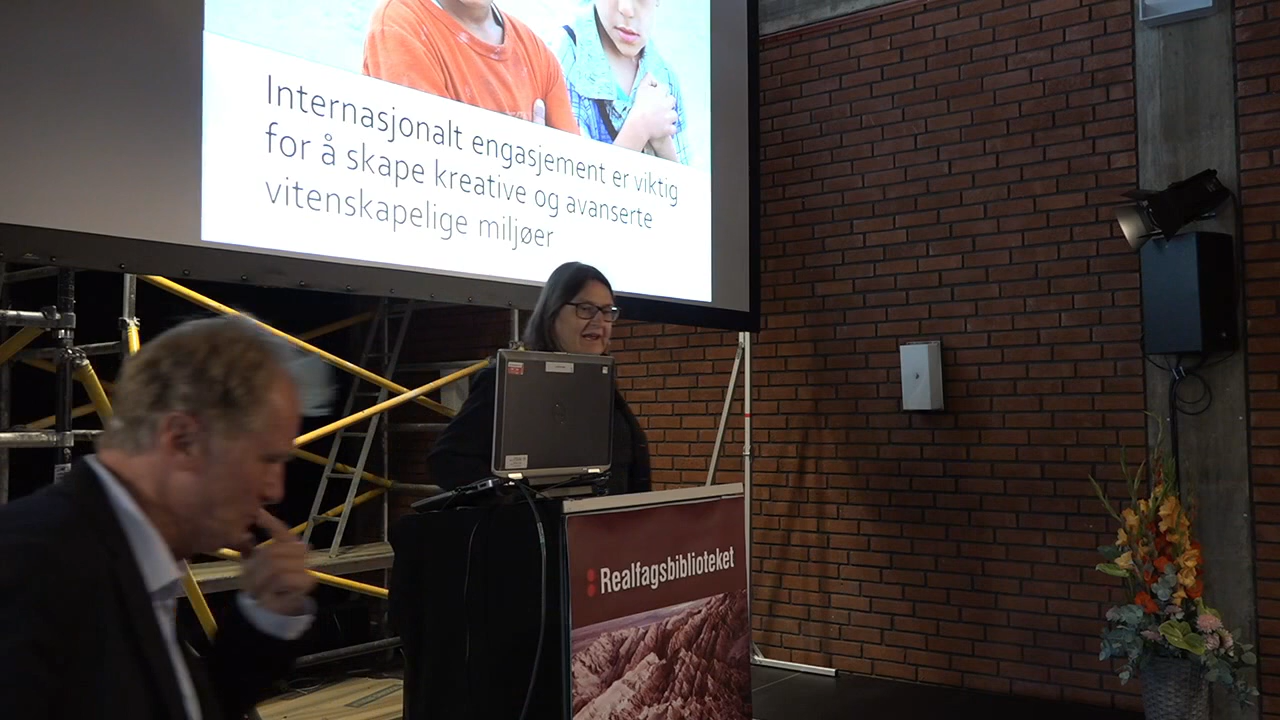 Internasjonalt engasjement er viktig
for å skape kreative og avanserte
vitenskapelige miljøer
Realfagsbiblioteket